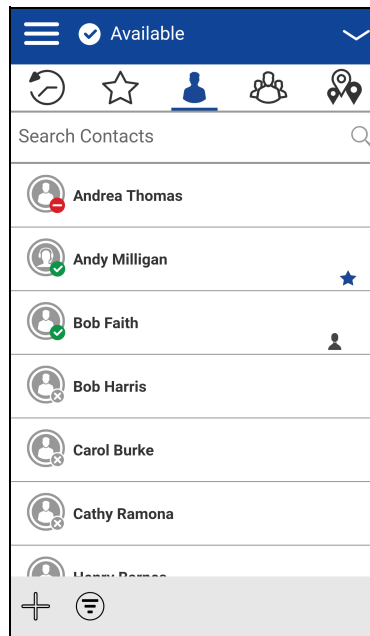 Available
Search Contacts
Andrea Thomas
Andy Milligan
Bob Faith
Bob Harris
Carol Burke
Cathy Ramona